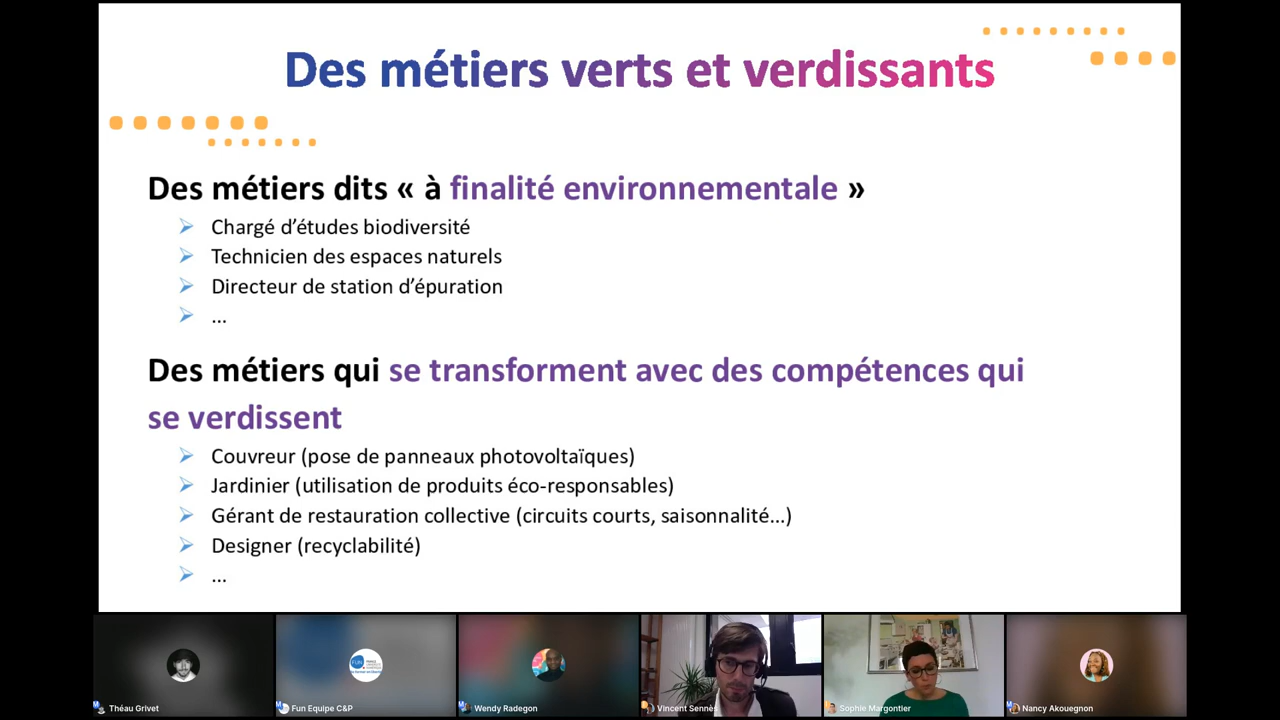 Des métiers verts et verdissants
Des métiers dits « à finalité environnementale »
Chargé d’études biodiversité
Technicien des espaces naturels
Directeur de station d’épuration
...
Des métiers qui se transforment avec des compétences qui
se verdissent
Couvreur (pose de panneaux photovoltaïques)
Jardinier (utilisation de produits éco-responsables)
Gérant de restauration collective (circuits courts, saisonnalité...)
Designer (recyclabilité)
...
FUN
Théau Grivet
Fun Equipe C&P
Wendy Radegon
Vincent Sennès
Sophie Margontier
Nancy Akouegnon